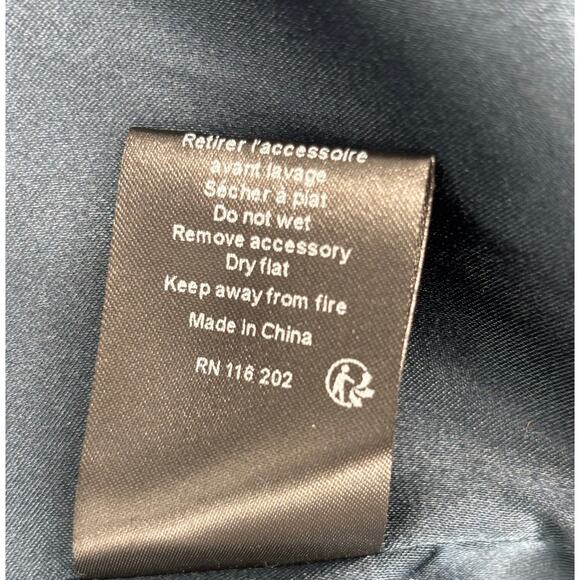 Retirer l'accessoire
avant lavage
Sécher à plat
Do not wet
Remove accessory
Dry flat
Keep away from fire
Made in China
RN 116 202